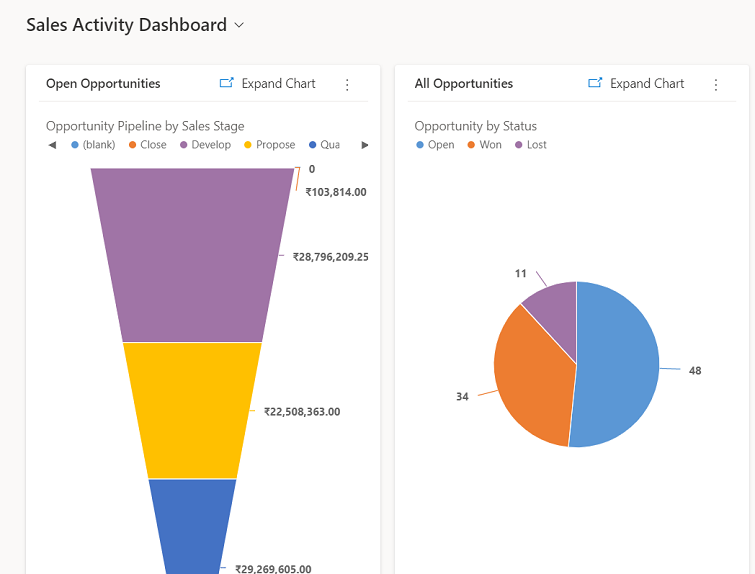 Sales Activity Dashboard
Open Opportunities
Expand Chart
Opportunity Pipeline by Sales Stage
(blank) Close Develop Propose Qua
0
₹103,814.00
₹28,796,209.25
₹22,508,363.00
₹29,269,605.00
All Opportunities
Expand Chart
Opportunity by Status
Open Won Lost
11
48
34